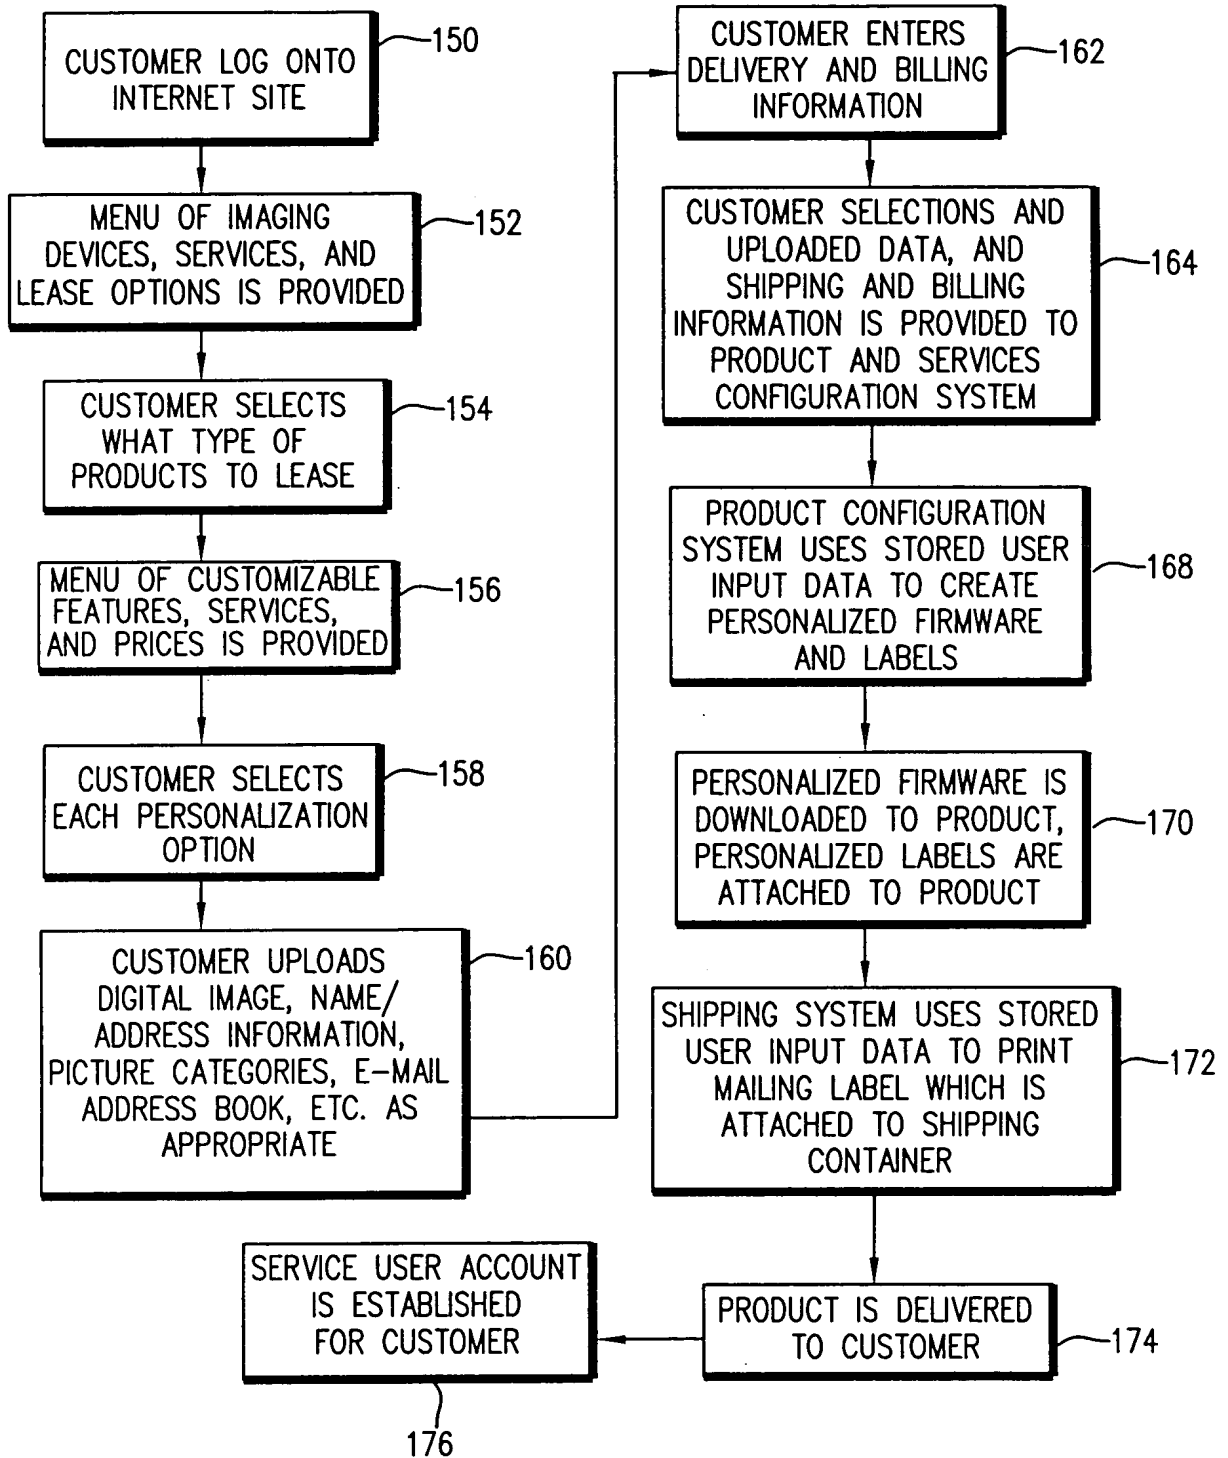 CUSTOMER LOG ONTO
INTERNET SITE
150
MENU OF IMAGING
DEVICES, SERVICES, AND
LEASE OPTIONS IS PROVIDED
152
CUSTOMER SELECTS
WHAT TYPE OF
PRODUCTS TO LEASE
154
MENU OF CUSTOMIZABLE
FEATURES, SERVICES,
AND PRICES IS PROVIDED
156
CUSTOMER SELECTS
EACH PERSONALIZATION
OPTION
158
CUSTOMER UPLOADS
DIGITAL IMAGE, NAME/
ADDRESS INFORMATION,
PICTURE CATEGORIES, E-MAIL
ADDRESS BOOK, ETC. AS
APPROPRIATE
160
CUSTOMER ENTERS
DELIVERY AND BILLING
INFORMATION
162
CUSTOMER SELECTIONS AND
UPLOADED DATA, AND
SHIPPING AND BILLING
INFORMATION IS PROVIDED TO
PRODUCT AND SERVICES
CONFIGURATION SYSTEM
164
PRODUCT CONFIGURATION
SYSTEM USES STORED USER
INPUT DATA TO CREATE
PERSONALIZED FIRMWARE
AND LABELS
168
PERSONALIZED FIRMWARE IS
DOWNLOADED TO PRODUCT,
PERSONALIZED LABELS ARE
ATTACHED TO PRODUCT
170
SHIPPING SYSTEM USES STORED
USER INPUT DATA TO PRINT
MAILING LABEL WHICH IS
ATTACHED TO SHIPPING
CONTAINER
172
PRODUCT IS DELIVERED
TO CUSTOMER
174
SERVICE USER ACCOUNT
IS ESTABLISHED
FOR CUSTOMER
176